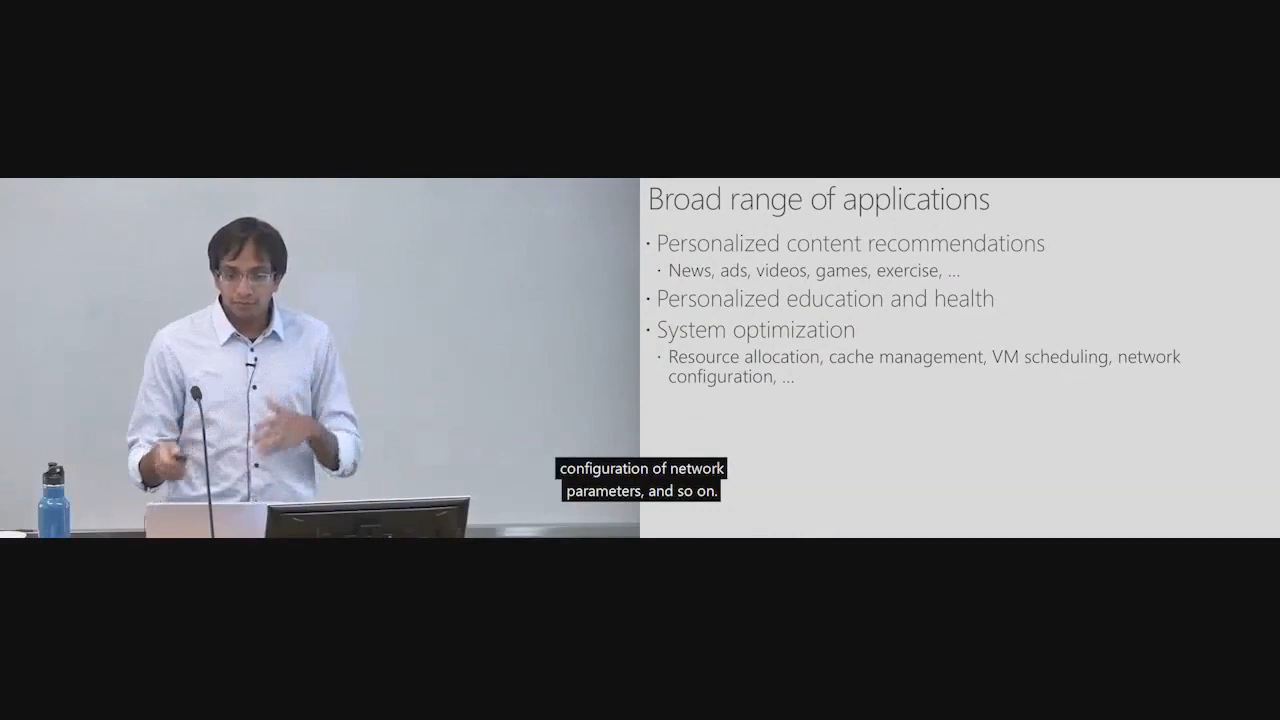 Broad range of applications
· Personalized content recommendations
· News, ads, videos, games, exercise, ...
· Personalized education and health
· System optimization
· Resource allocation, cache management, VM scheduling, network
configuration, ...
configuration of network
parameters, and so on.